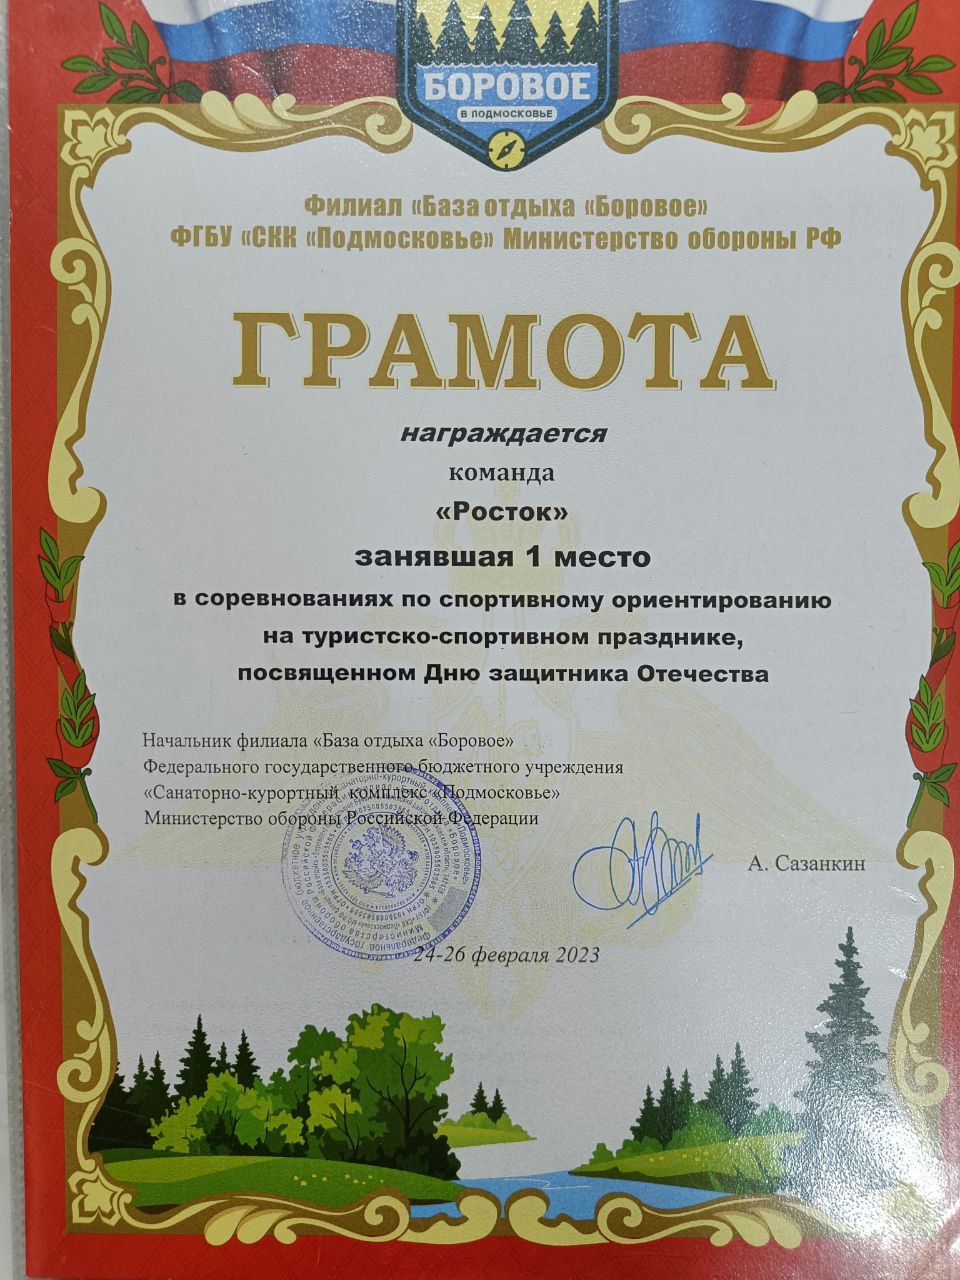 БОРОВОЕ
В ПОДМОСКОВЬЕ
Филиал «База отдыха «Боровое»
ФГБУ «СКК «Подмосковье» Министерство обороны РФ
ГРАМОТА
награждается
команда
«Росток»
занявшая 1 место
в соревнованиях по спортивному ориентированию
на туристско-спортивном празднике,
посвященном Дню защитника Отечества
Начальник филиала «База отдыха «Боровое»
Федерального государственного бюджетного учреждения
«Санаторно-курортный комплекс «Подмосковье»
Министерство обороны Российской Федерации
А. Сазанкин
24-26 февраля 2023